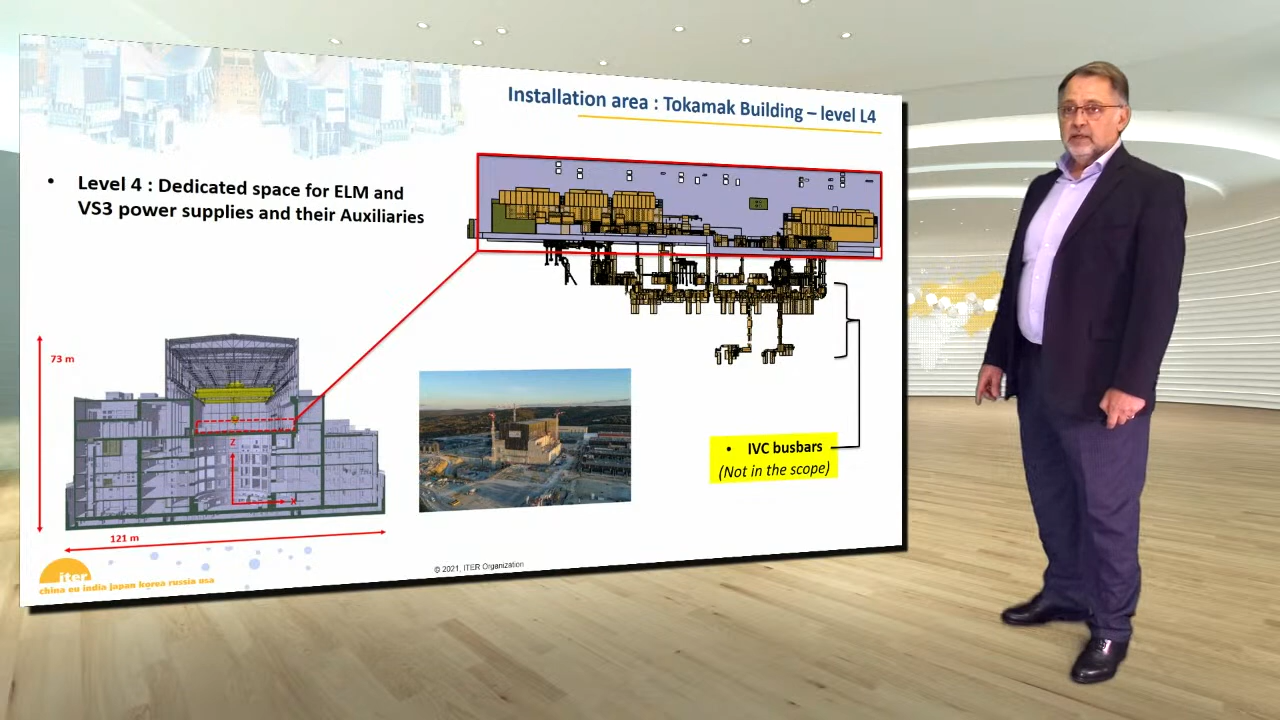 Installation area : Tokamak Building – level L4
• Level 4 : Dedicated space for ELM and
VS3 power supplies and their Auxiliaries
73 m
Z
X
121 m
• IVC busbars
(Not in the scope)
iter
china eu india japan korea russia usa
© 2021, ITER Organization